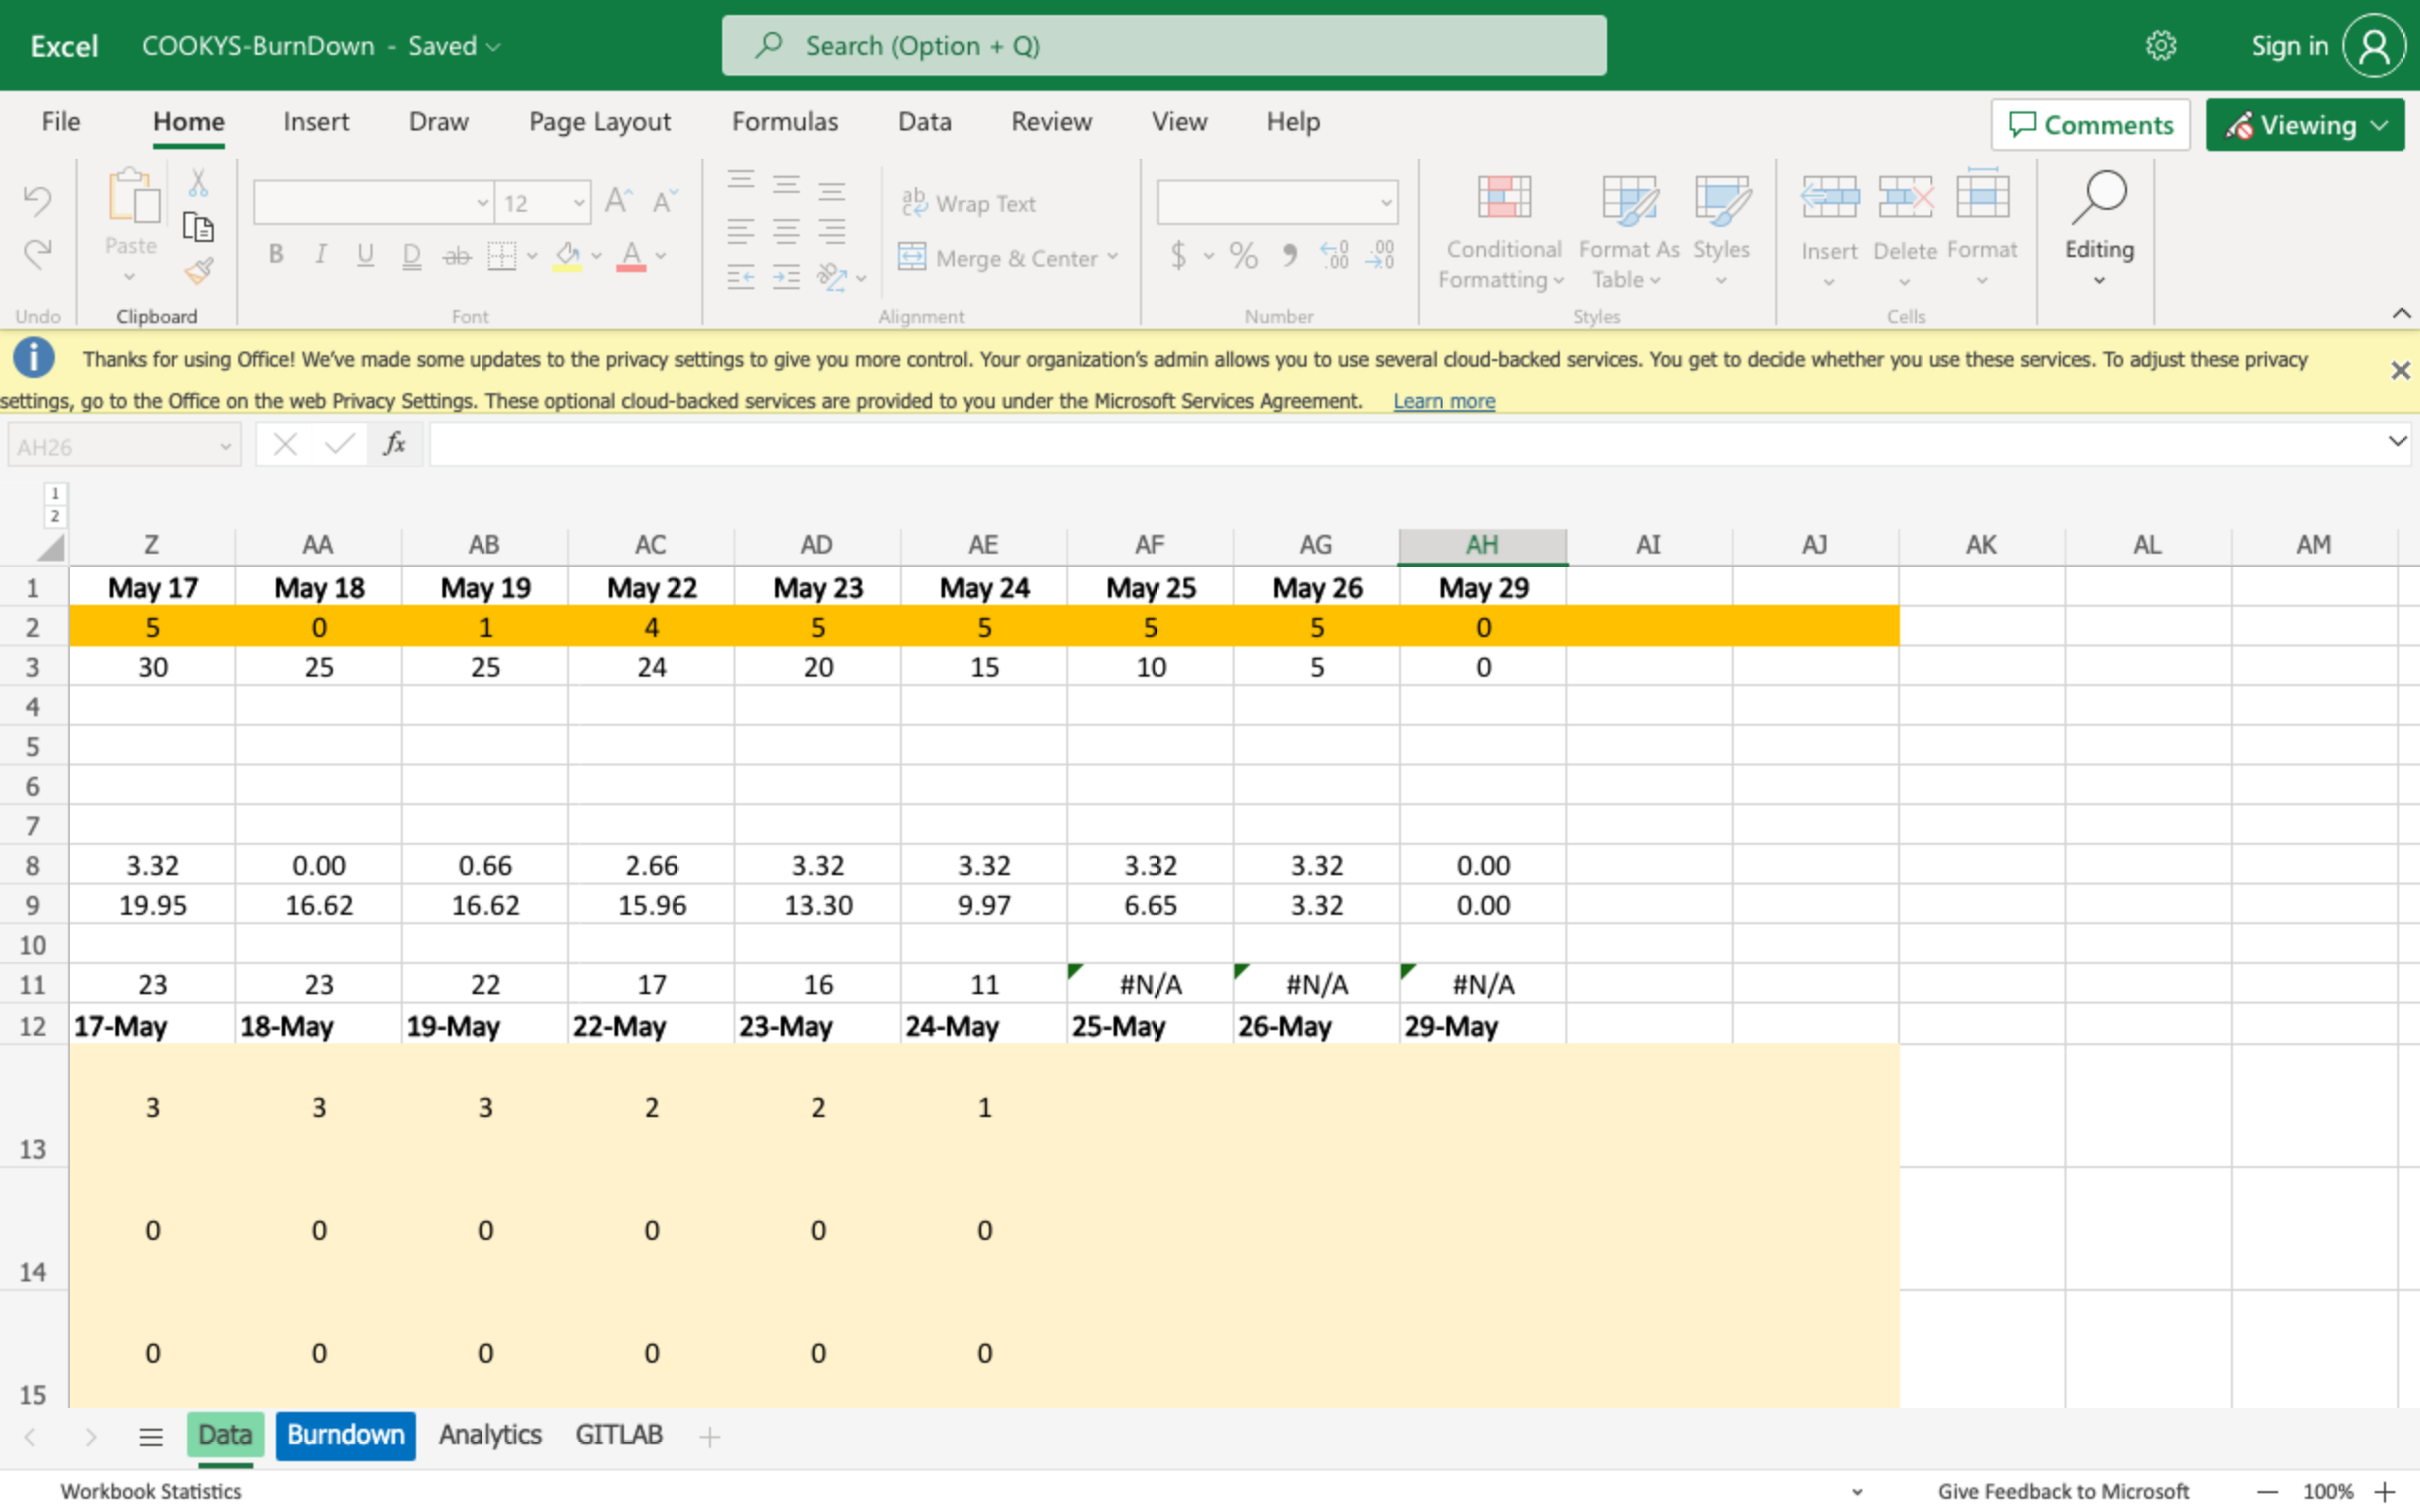 Excel COOKYS-BurnDown - Saved Search (Option + Q) Sign in
File Home Insert Draw Page Layout Formulas Data Review View Help Comments Viewing
12 A A ab Wrap Text
Paste B I U D ab A Merge & Center $ % 9 .00 .00 Conditional Formatting Format As Table Styles Insert Delete Format Editing
Undo Clipboard Font Alignment Number Styles Cells
Thanks for using Office! We've made some updates to the privacy settings to give you more control. Your organization's admin allows you to use several cloud-backed services. You get to decide whether you use these services. To adjust these privacy
settings, go to the Office on the web Privacy Settings. These optional cloud-backed services are provided to you under the Microsoft Services Agreement. Learn more
AH26 fx
1
2
Z AA AB AC AD AE AF AG AH AI AJ AK AL AM
1 May 17 May 18 May 19 May 22 May 23 May 24 May 25 May 26 May 29
2 5 0 1 4 5 5 5 5 0
3 30 25 25 24 20 15 10 5 0
4
5
6
7
8 3.32 0.00 0.66 2.66 3.32 3.32 3.32 3.32 0.00
9 19.95 16.62 16.62 15.96 13.30 9.97 6.65 3.32 0.00
10
11 23 23 22 17 16 11 #N/A #N/A #N/A
12 17-May 18-May 19-May 22-May 23-May 24-May 25-May 26-May 29-May
13 3 3 3 2 2 1
14 0 0 0 0 0 0
15 0 0 0 0 0 0
Data Burndown Analytics GITLAB
Workbook Statistics Give Feedback to Microsoft 100%